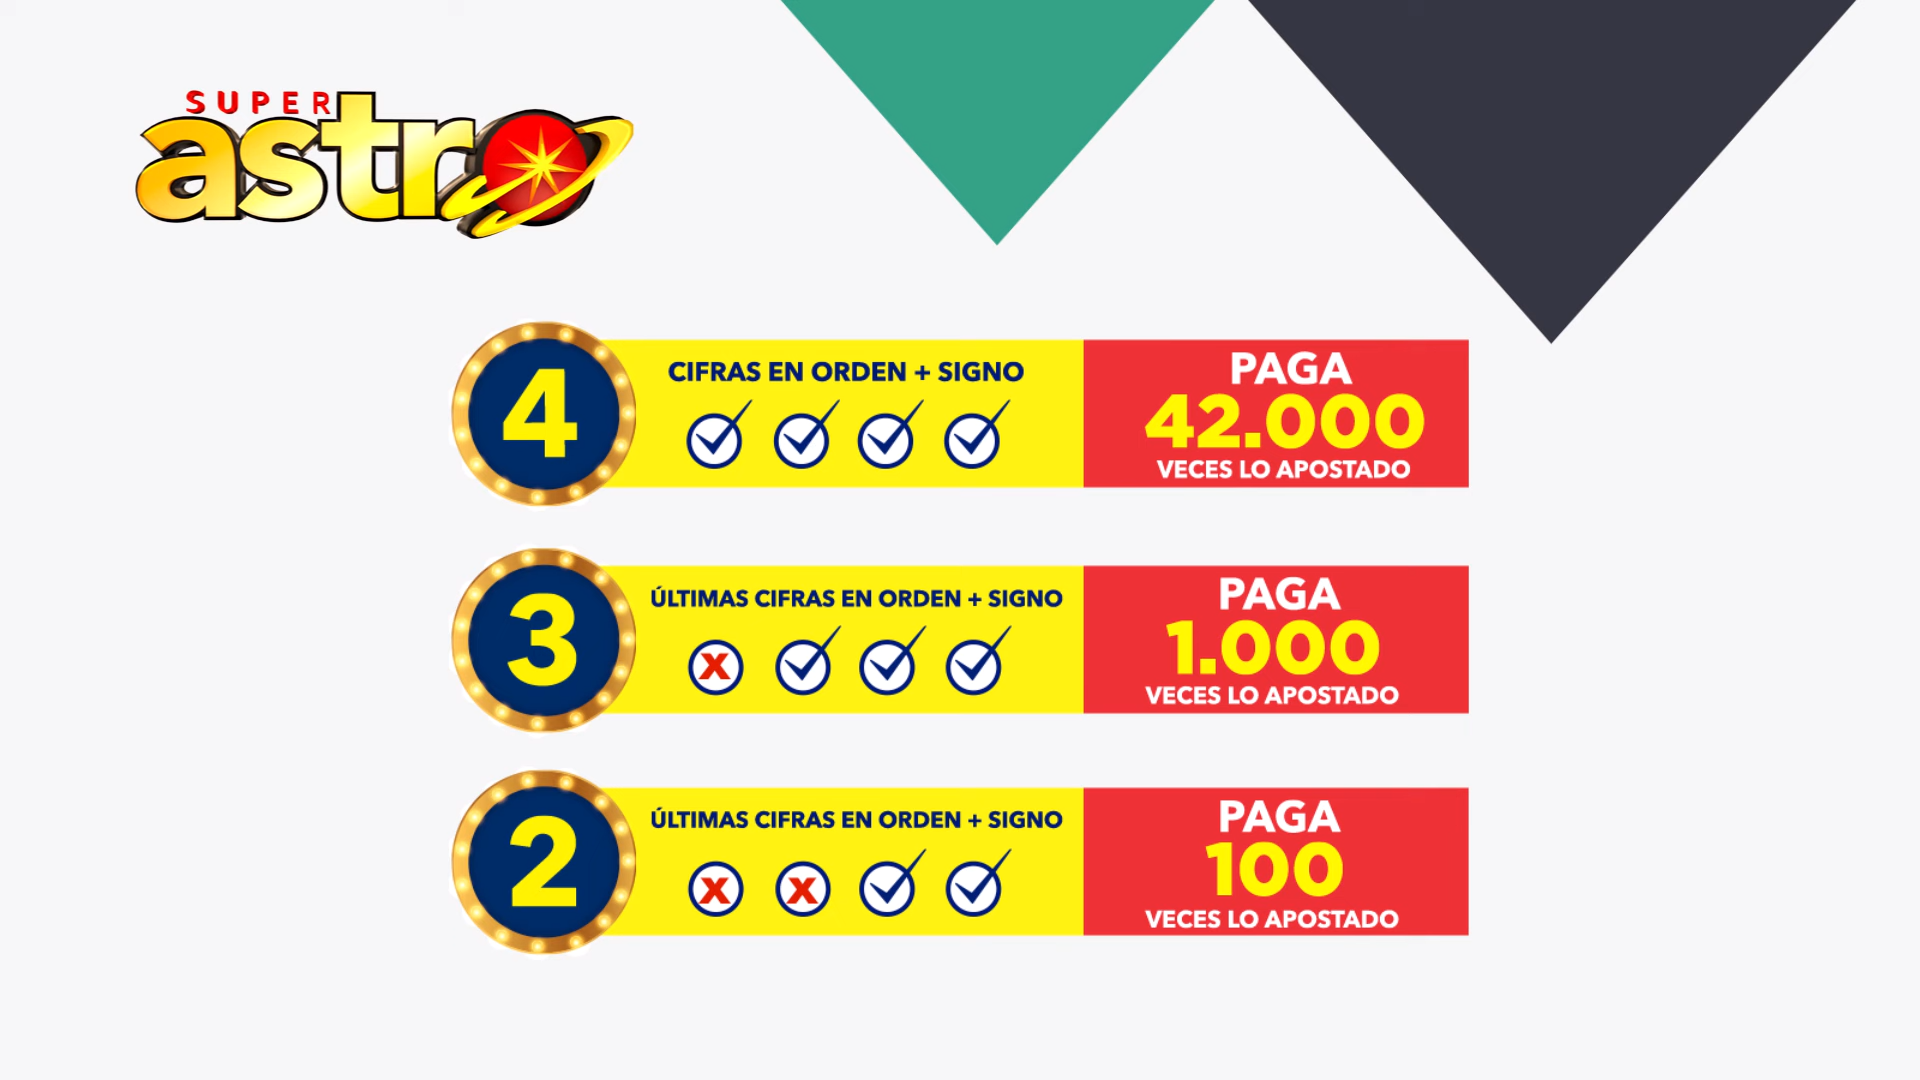 SUPER
astro
4
CIFRAS EN ORDEN + SIGNO
PAGA
42.000
VECES LO APOSTADO
3
ÚLTIMAS CIFRAS EN ORDEN + SIGNO
X
PAGA
1.000
VECES LO APOSTADO
2
ÚLTIMAS CIFRAS EN ORDEN + SIGNO
X X
PAGA
100
VECES LO APOSTADO